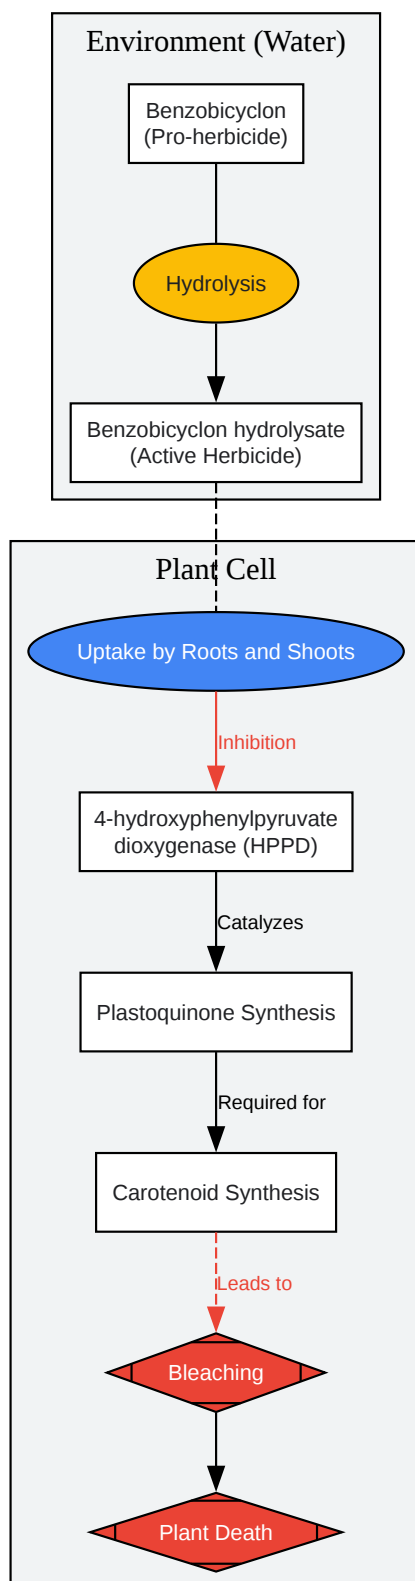 Environment (Water)
Benzobicyclon
(Pro-herbicide)
Hydrolysis
Benzobicyclon hydrolysate
(Active Herbicide)
Plant Cell
Uptake by Roots and Shoots
Inhibition
4-hydroxyphenylpyruvate
dioxygenase (HPPD)
Catalyzes
Plastoquinone Synthesis
Required for
Carotenoid Synthesis
Leads to
Bleaching
Plant Death